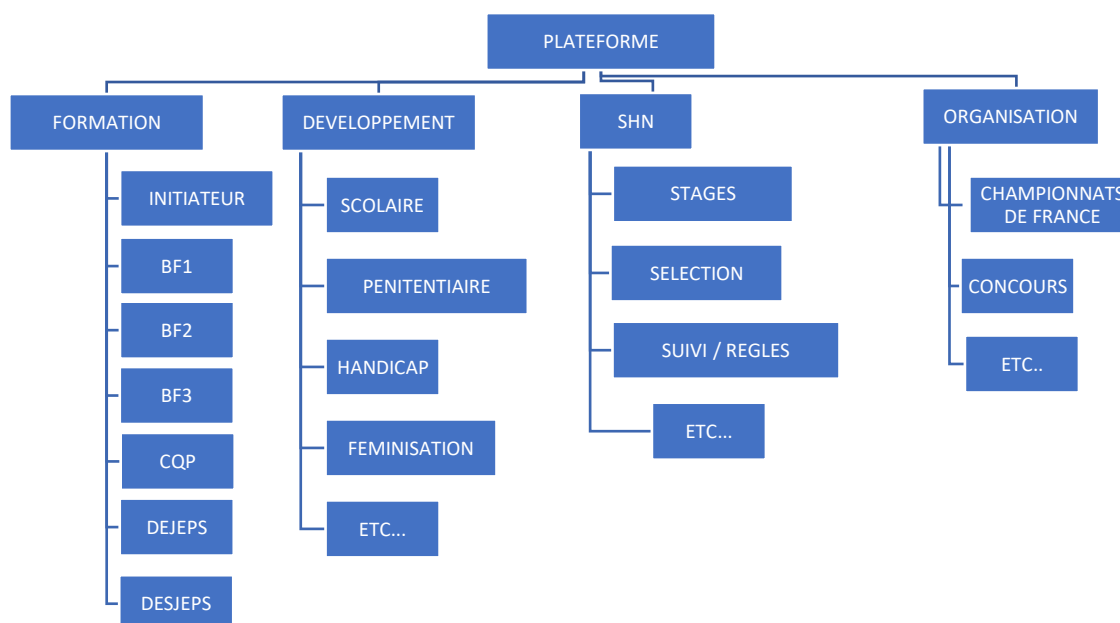 PLATEFORME
FORMATION
INITIATEUR
BF1
BF2
BF3
CQP
DEJEPS
DESJEPS
DEVELOPPEMENT
SCOLAIRE
PENITENTIAIRE
HANDICAP
FEMINISATION
ETC...
SHN
STAGES
SELECTION
SUIVI / REGLES
ETC...
ORGANISATION
CHAMPIONNATS
DE FRANCE
CONCOURS
ETC..